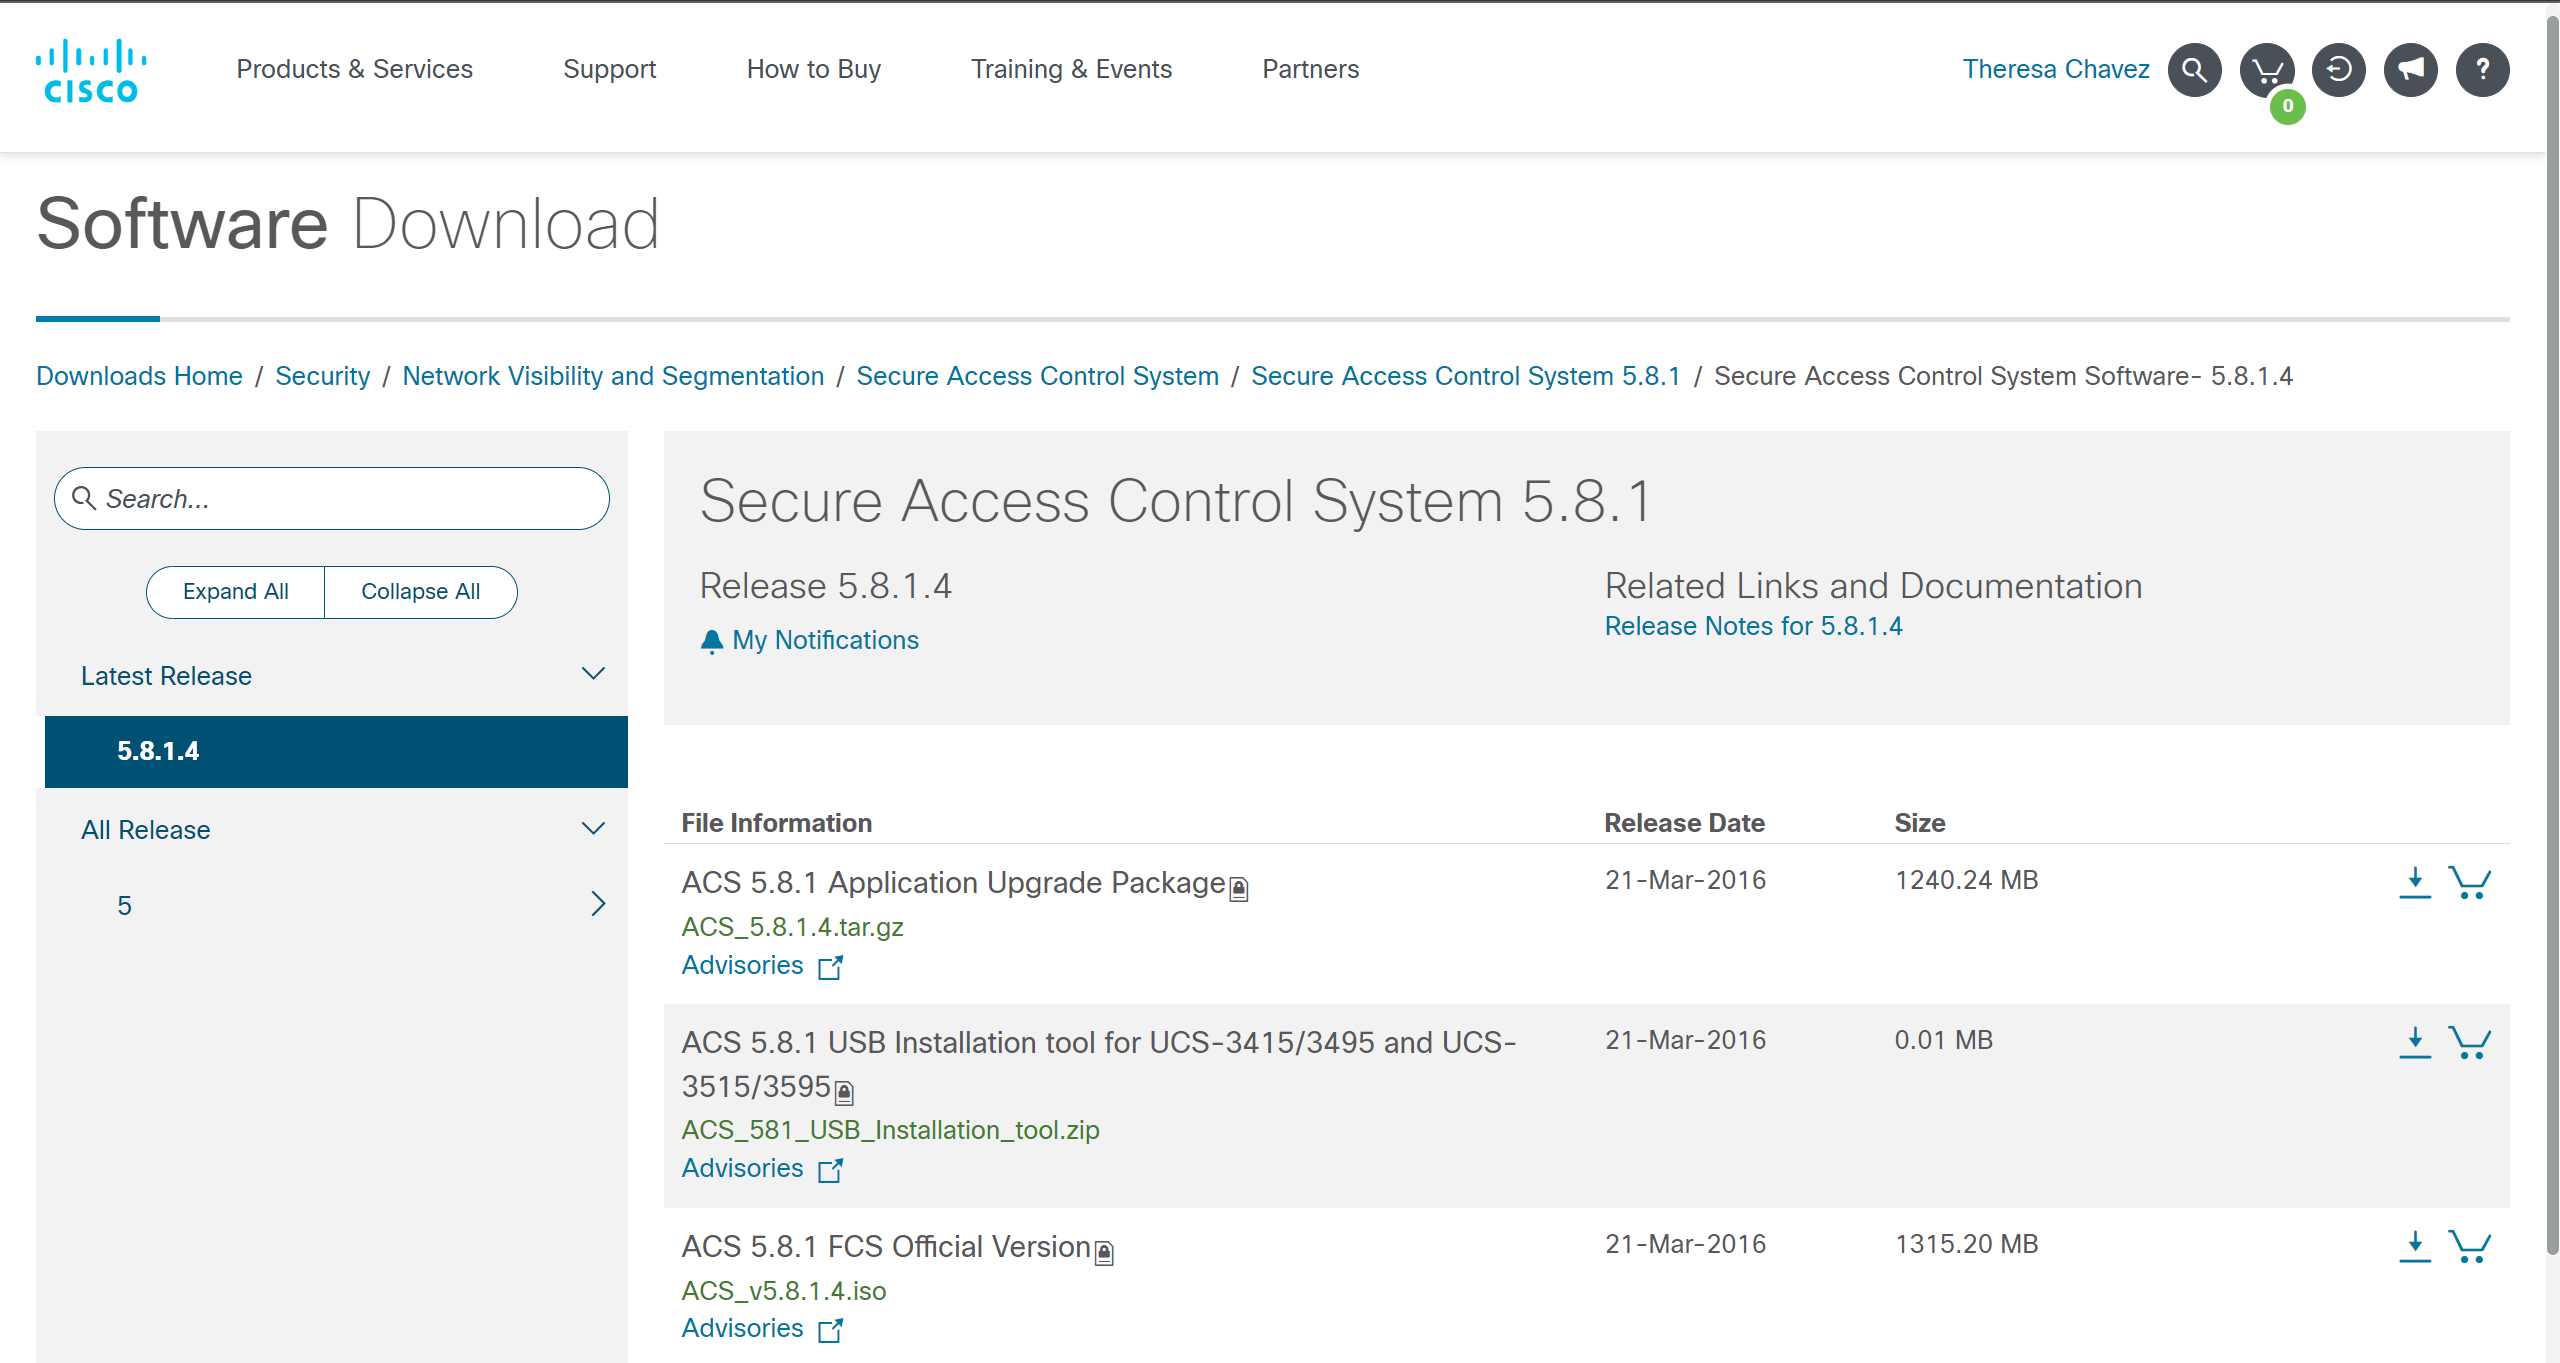 CISCO
Products & Services Support How to Buy Training & Events Partners Theresa Chavez ?
0
Software Download
Downloads Home / Security / Network Visibility and Segmentation / Secure Access Control System / Secure Access Control System 5.8.1 / Secure Access Control System Software- 5.8.1.4
Search...
Expand All Collapse All
Latest Release
5.8.1.4
All Release
5
Secure Access Control System 5.8.1
Release 5.8.1.4
My Notifications
Related Links and Documentation
Release Notes for 5.8.1.4
File Information Release Date Size
ACS 5.8.1 Application Upgrade Package 21-Mar-2016 1240.24 MB
ACS_5.8.1.4.tar.gz
Advisories
ACS 5.8.1 USB Installation tool for UCS-3415/3495 and UCS- 21-Mar-2016 0.01 MB
3515/3595
ACS_581_USB_Installation_tool.zip
Advisories
ACS 5.8.1 FCS Official Version 21-Mar-2016 1315.20 MB
ACS_v5.8.1.4.iso
Advisories